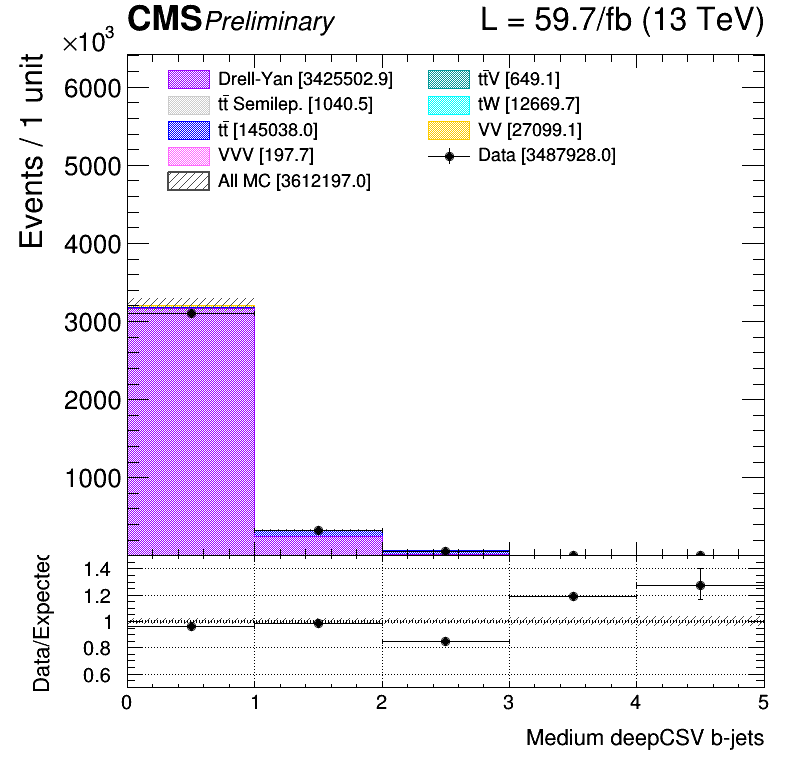 CMS Preliminary L = 59.7/fb (13 TeV)
×10³
Events / 1 unit
6000
5000
4000
3000
2000
1000
Drell-Yan [3425502.9]
tt̄ Semilep. [1040.5]
tt̄ [145038.0]
VVV [197.7]
All MC [3612197.0]
tt̄V [649.1]
tW [12669.7]
VV [27099.1]
Data [3487928.0]
Data/Expected
1.4
1.2
1
0.8
0.6
0 1 2 3 4 5
Medium deepCSV b-jets